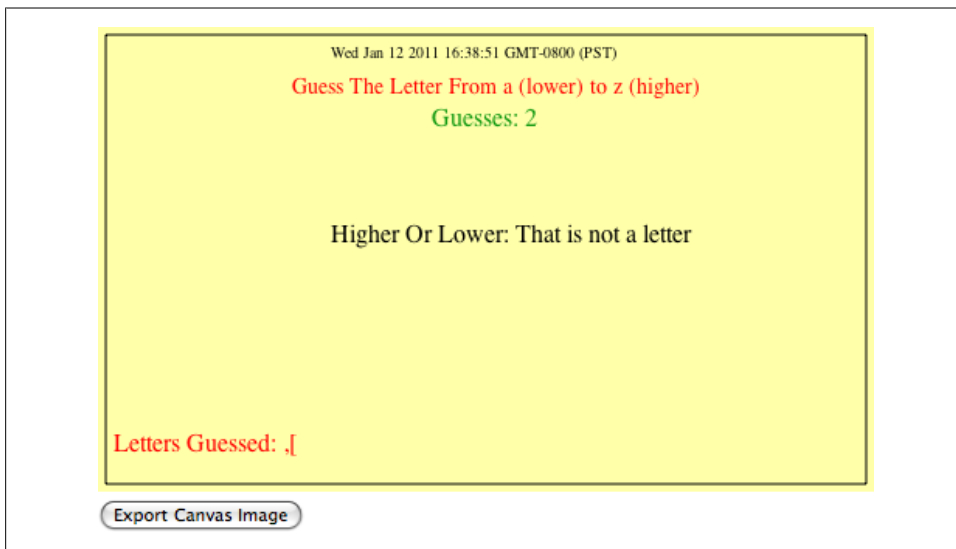 Wed Jan 12 2011 16:38:51 GMT-0800 (PST)
Guess The Letter From a (lower) to z (higher)
Guesses: 2
Higher Or Lower: That is not a letter
Letters Guessed: ,[
Export Canvas Image